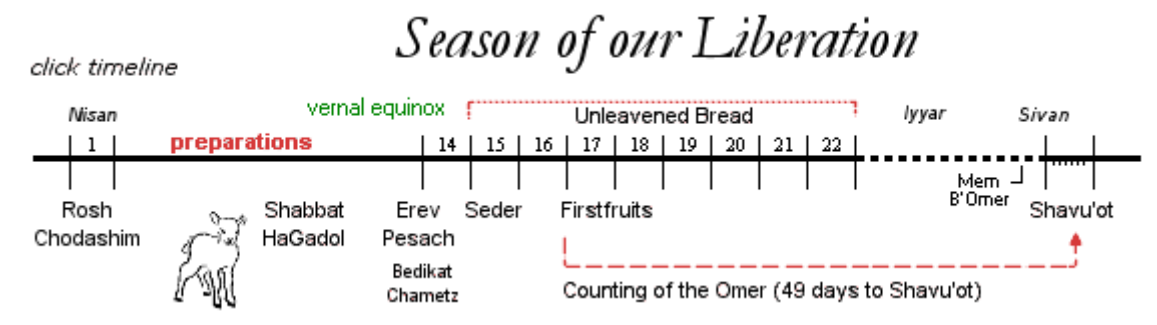 Season of our Liberation
click timeline
vernal equinox
Nisan
Unleavened Bread
Iyyar
Sivan
1
preparations
14 15 16 17 18 19 20 21 22
Mem
B'Omer
Rosh
Chodashim
Shabbat
HaGadol
Erev
Pesach
Seder
Firstfruits
Shavu'ot
Bedikat
Chametz
Counting of the Omer (49 days to Shavu'ot)